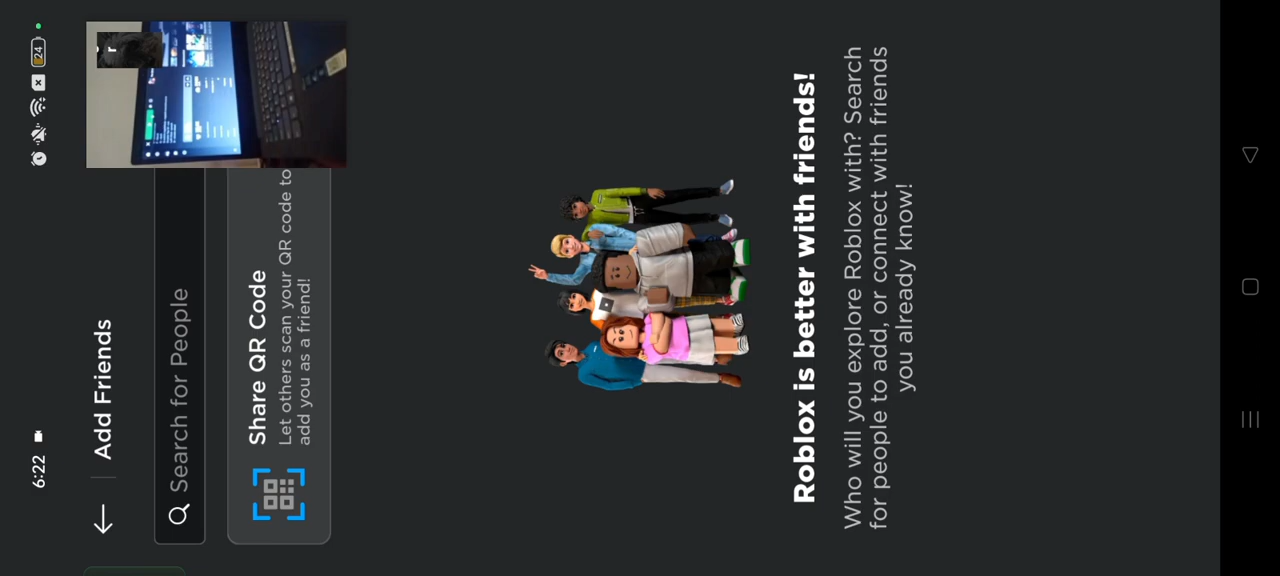 6:22
24
r
Add Friends
Search for People
Share QR Code
Let others scan your QR code to
add you as a friend!
Roblox is better with friends!
Who will you explore Roblox with? Search
for people to add, or connect with friends
you already know!